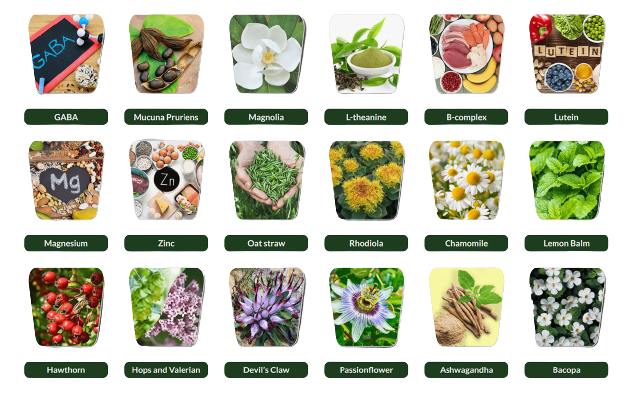 GABA
LUTEIN
GABA
Mucuna Pruriens
Magnolia
L-theanine
B-complex
Lutein
Mg
Zn
Magnesium
Zinc
Oat straw
Rhodiola
Chamomile
Lemon Balm
Hawthorn
Hops and Valerian
Devil's Claw
Passionflower
Ashwagandha
Bacopa